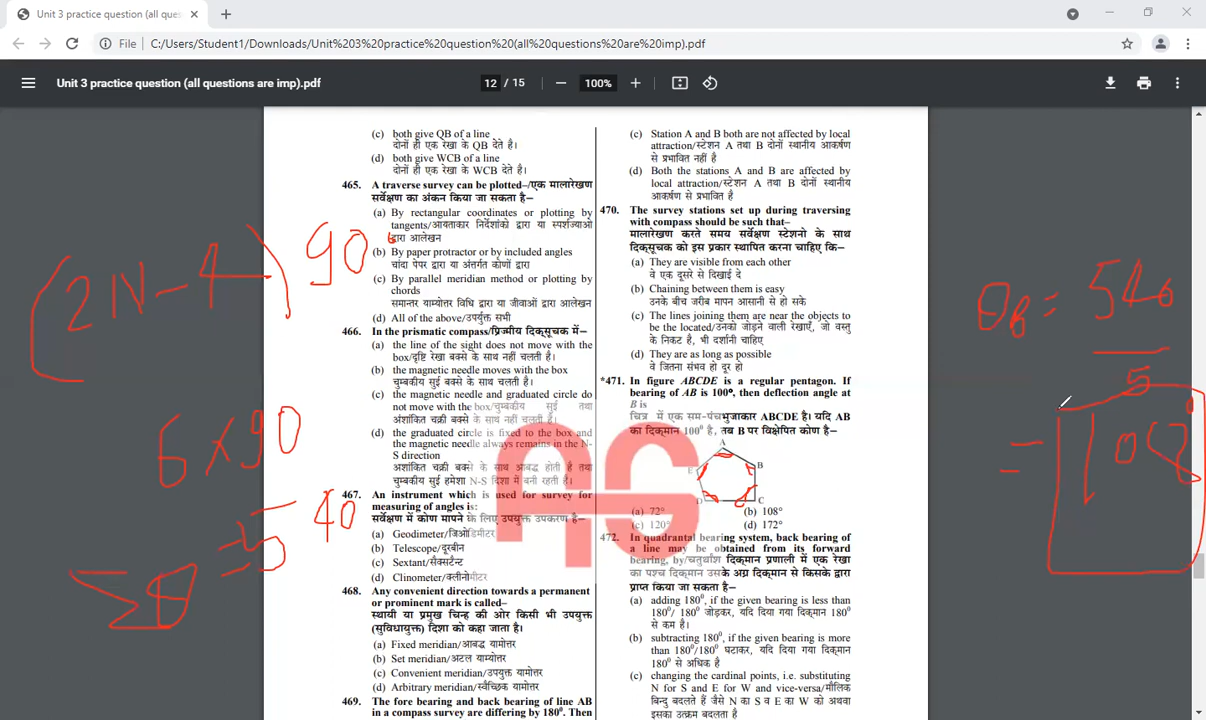 Unit 3 practice question (all que
File C:/Users/Student1/Downloads/Unit%203%20practice%20question%20(all%20questions%20are%20imp).pdf
Unit 3 practice question (all questions are imp).pdf
12 / 15
100%
(c) both give QB of a line
दोनों ही एक रेखा के QB देते है।
(d) both give WCB of a line
दोनों ही एक रेखा के WCB देते है।
465. A traverse survey can be plotted–/एक मालारेखण
सर्वेक्षण का अंकन किया जा सकता है–
(a) By rectangular coordinates or plotting by
tangents/आयताकार निर्देशांको द्वारा या स्पर्शज्याओ
द्वारा आलेखन
(b) By paper protractor or by included angles
चांदा पेपर द्वारा या अंतर्गत कोणों द्वारा
(c) By parallel meridian method or plotting by
chords
समान्तर याम्योत्तर विधि द्वारा या जीवाओं द्वारा आलेखन
(d) All of the above/उपर्युक्त सभी
466. In the prismatic compass/प्रिज्मीय दिक्सूचक में–
(a) the line of the sight does not move with the
box/दृष्टि रेखा बक्से के साथ नहीं चलती है।
(b) the magnetic needle moves with the box
चुम्बकीय सुई बक्से के साथ चलती है।
(c) the magnetic needle and graduated circle do
not move with the box/चुम्बकीय सुई तथा
अंशांकित चक्री बक्से के साथ नहीं चलती है।
(d) the graduated circle is fixed to the box and
the magnetic needle always remains in the N-
S direction
अशांकित चक्री बक्से के साथ आबद्ध होती है तथा
चुम्बकीय सुई हमेशा N-S दिशा में बनी रहती है।
467. An instrument which is used for survey for
measuring of angles is:
सर्वेक्षण में कोण मापने के लिए उपयुक्त उपकरण है–
(a) Geodimeter/जिओडिमीटर
(b) Telescope/दूरबीन
(c) Sextant/सैक्सटैन्ट
(d) Clinometer/क्लीनोमीटर
468. Any convenient direction towards a permanent
or prominent mark is called–
स्थायी या प्रमुख चिन्ह की ओर किसी भी उपयुक्त
(सुविधायुक्त) दिशा को कहा जाता है।
(a) Fixed meridian/आबद्ध यामोत्तर
(b) Set meridian/अटल याम्योत्तर
(c) Convenient meridian/उपयुक्त यामोत्तर
(d) Arbitrary meridian/स्वैच्छिक यामोत्तर
469. The fore bearing and back bearing of line AB
in a compass survey are differing by 180°. Then
(c) Station A and B both are not affected by local
attraction/स्टेशन A तथा B दोनों स्थानीय आकर्षण
से प्रभावित नहीं है
(d) Both the stations A and B are affected by
local attraction/स्टेशन A तथा B दोनों स्थानीय
आकर्षण से प्रभावित है
470. The survey stations set up during traversing
with compass should be such that–
मालारेखण करते समय सर्वेक्षण स्टेशनो के साथ
दिक्सूचक को इस प्रकार स्थापित करना चाहिए कि–
(a) They are visible from each other
वे एक दूसरे से दिखाई दे
(b) Chaining between them is easy
उनके बीच जरीब मापन आसानी से हो सके
(c) The lines joining them are near the objects to
be the located/उनको जोड़ने वाली रेखाएँ, जो वस्तु
के निकट है, भी दर्शानी चाहिए
(d) They are as long as possible
वे जितना संभव हो दूर हो
*471. In figure ABCDE is a regular pentagon. If
bearing of AB is 100°, then deflection angle at
B is
चित्र में एक सम-पंचभुजाकार ABCDE है। यदि AB
का दिक्मान 100° है, तब B पर विक्षेपित कोण है–
A
E B
D C
(a) 72° (b) 108°
(c) 120° (d) 172°
472. In quadrantal bearing system, back bearing of
a line may be obtained from its forward
bearing, by/चतुर्थांश दिक्मान प्रणाली में एक रेखा
का पश्च दिक्मान उसके अग्र दिक्मान से किसके द्वारा
प्राप्त किया जा सकता है–
(a) adding 180°, if the given bearing is less than
180°/ 180° जोड़कर, यदि दिया गया दिक्मान 180°
से कम है।
(b) subtracting 180°, if the given bearing is more
than 180°/180° घटाकर, यदि दिया गया दिक्मान
180° से अधिक है
(c) changing the cardinal points, i.e. substituting
N for S and E for W and vice-versa/मौलिक
बिन्दु बदलते हैं जैसे N का S व E का W को अथवा
इसका उत्क्रम बदलता है
AS
(2N-4) 90
6×90
= 540
= 108
5